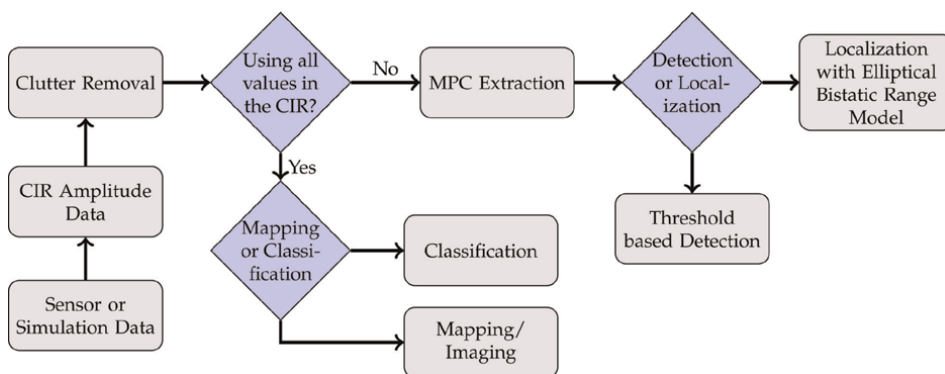 Clutter Removal
Using all
values in
the CIR?
No
MPC Extraction
Detection
or Local-
ization
Localization
with Elliptical
Bistatic Range
Model
Yes
CIR Amplitude
Data
Mapping
or Classi-
fication
Classification
Threshold
based Detection
Sensor or
Simulation Data
Mapping/
Imaging